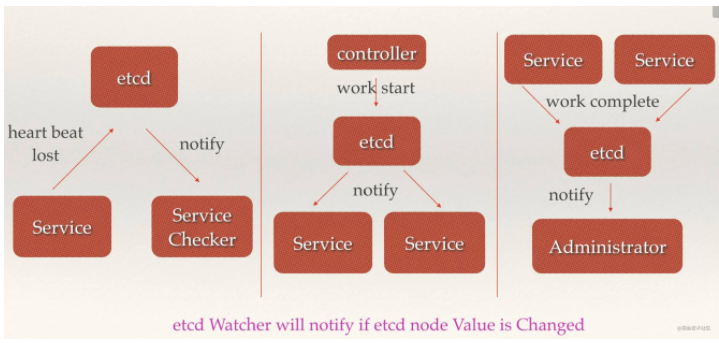 etcd
heart beat
lost
notify
Service
Service
Checker
controller
work start
etcd
notify
Service
Service
Service
Service
work complete
etcd
notify
Administrator
etcd Watcher will notify if etcd node Value is Changed